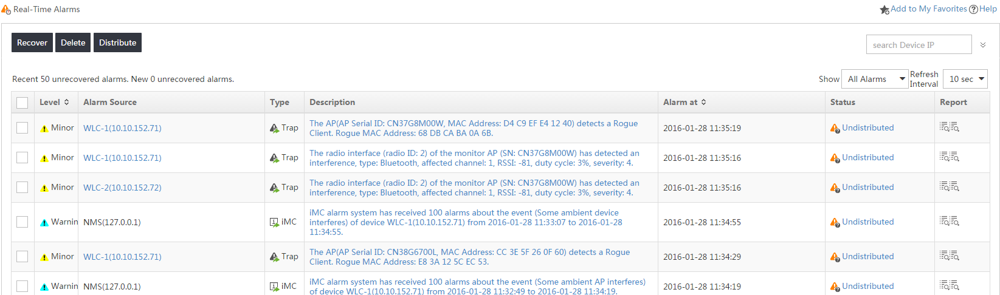 Real-Time Alarms
Add to My Favorites
Help
Recover
Delete
Distribute
search Device IP
Recent 50 unrecovered alarms. New 0 unrecovered alarms.
Show
All Alarms
Refresh
Interval
10 sec
Level
Alarm Source
Type
Description
Alarm at
Status
Report
Minor
WLC-1(10.10.152.71)
Trap
The AP(AP Serial ID: CN37G8M00W, MAC Address: D4 C9 EF E4 12 40) detects a Rogue
Client. Rogue MAC Address: 68 DB CA BA 0A 6B.
2016-01-28 11:35:19
Undistributed
Minor
WLC-1(10.10.152.71)
Trap
The radio interface (radio ID: 2) of the monitor AP (SN: CN37G8M00W) has detected an
interference, type: Bluetooth, affected channel: 1, RSSI: -81, duty cycle: 3%, severity: 4.
2016-01-28 11:35:16
Undistributed
Minor
WLC-2(10.10.152.72)
Trap
The radio interface (radio ID: 2) of the monitor AP (SN: CN37G8M00W) has detected an
interference, type: Bluetooth, affected channel: 1, RSSI: -81, duty cycle: 3%, severity: 4.
2016-01-28 11:35:16
Undistributed
Warnin
NMS(127.0.0.1)
iMC
iMC alarm system has received 100 alarms about the event (Some ambient device
interferes) of device WLC-1(10.10.152.71) from 2016-01-28 11:33:07 to 2016-01-28
11:34:55.
2016-01-28 11:34:55
Undistributed
Minor
WLC-1(10.10.152.71)
Trap
The AP(AP Serial ID: CN38G6700L, MAC Address: CC 3E 5F 26 0F 60) detects a Rogue
Client. Rogue MAC Address: E8 3A 12 5C EC 53.
2016-01-28 11:34:29
Undistributed
Warnin
NMS(127.0.0.1)
iMC
iMC alarm system has received 100 alarms about the event (Some ambient AP interferes)
of device WLC-1(10.10.152.71) from 2016-01-28 11:32:49 to 2016-01-28 11:34:19.
2016-01-28 11:34:19
Undistributed